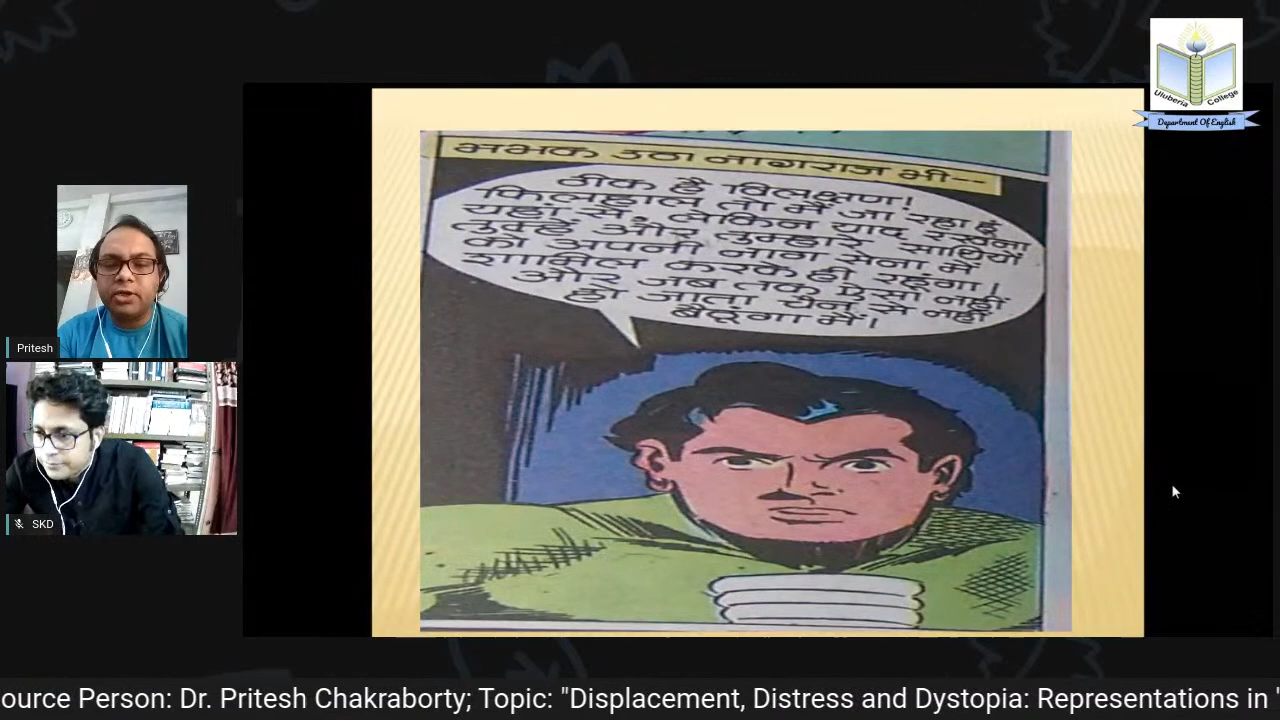 Uluberia College
Department Of English
भभक उठा नागराज भी--
ठीक है विलक्षण!
फिलहाल तो मैं जा रहा हूं
यहां से. लेकिन याद रखना
तुम्हें और तुम्हारे साथियों
को अपनी नाग सेना में
शामिल करके ही रहूंगा।
और जब तक ऐसा नहीं
हो जाता चैन से नहीं
बैठूंगा मैं।
Pritesh
SKD
ource Person: Dr. Pritesh Chakraborty; Topic: "Displacement, Distress and Dystopia: Representations in '